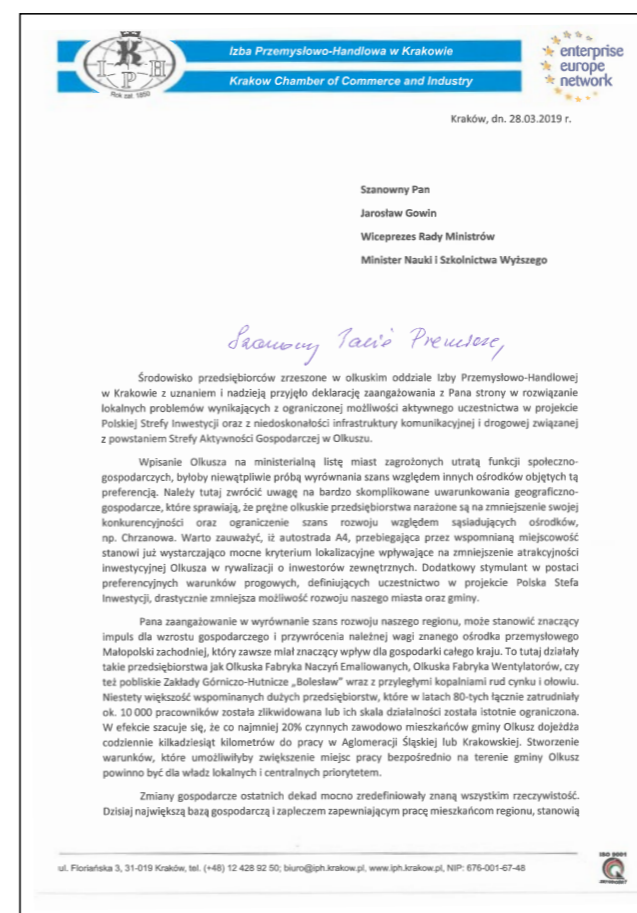 K
I
H
P
Rok zał. 1850
Izba Przemysłowo-Handlowa w Krakowie
Krakow Chamber of Commerce and Industry
enterprise
europe
network
Kraków, dn. 28.03.2019 r.
Szanowny Pan
Jarosław Gowin
Wiceprezes Rady Ministrów
Minister Nauki i Szkolnictwa Wyższego
Szanowny Panie Premierze,
Środowisko przedsiębiorców zrzeszone w olkuskim oddziale Izby Przemysłowo-Handlowej
w Krakowie z uznaniem i nadzieją przyjęło deklarację zaangażowania z Pana strony w rozwiązanie
lokalnych problemów wynikających z ograniczonej możliwości aktywnego uczestnictwa w projekcie
Polskiej Strefy Inwestycji oraz z niedoskonałości infrastruktury komunikacyjnej i drogowej związanej
z powstaniem Strefy Aktywności Gospodarczej w Olkuszu.
Wpisanie Olkusza na ministerialną listę miast zagrożonych utratą funkcji społeczno-
gospodarczych, byłoby niewątpliwie próbą wyrównania szans względem innych ośrodków objętych tą
preferencją. Należy tutaj zwrócić uwagę na bardzo skomplikowane uwarunkowania geograficzno-
gospodarcze, które sprawiają, że prężne olkuskie przedsiębiorstwa narażone są na zmniejszenie swojej
konkurencyjności oraz ograniczenie szans rozwoju względem sąsiadujących ośrodków,
np. Chrzanowa. Warto zauważyć, iż autostrada A4, przebiegająca przez wspomnianą miejscowość
stanowi już wystarczająco mocne kryterium lokalizacyjne wpływające na zmniejszenie atrakcyjności
inwestycyjnej Olkusza w rywalizacji o inwestorów zewnętrznych. Dodatkowy stymulant w postaci
preferencyjnych warunków progowych, definiujących uczestnictwo w projekcie Polska Stefa
Inwestycji, drastycznie zmniejsza możliwość rozwoju naszego miasta oraz gminy.
Pana zaangażowanie w wyrównanie szans rozwoju naszego regionu, może stanowić znaczący
impuls dla wzrostu gospodarczego i przywrócenia należnej wagi znanego ośrodka przemysłowego
Małopolski zachodniej, który zawsze miał znaczący wpływ dla gospodarki całego kraju. To tutaj działały
takie przedsiębiorstwa jak Olkuska Fabryka Naczyń Emaliowanych, Olkuska Fabryka Wentylatorów, czy
też pobliskie Zakłady Górniczo-Hutnicze „Bolesław” wraz z przyległymi kopalniami rud cynku i ołowiu.
Niestety większość wspominanych dużych przedsiębiorstw, które w latach 80-tych łącznie zatrudniały
ok. 10 000 pracowników została zlikwidowana lub ich skala działalności została istotnie ograniczona.
W efekcie szacuje się, że co najmniej 20% czynnych zawodowo mieszkańców gminy Olkusz dojeżdża
codziennie kilkadziesiąt kilometrów do pracy w Aglomeracji Śląskiej lub Krakowskiej. Stworzenie
warunków, które umożliwiłyby zwiększenie miejsc pracy bezpośrednio na terenie gminy Olkusz
powinno być dla władz lokalnych i centralnych priorytetem.
Zmiany gospodarcze ostatnich dekad mocno zredefiniowały znaną wszystkim rzeczywistość.
Dzisiaj największą bazą gospodarczą i zapleczem zapewniającym pracę mieszkańcom regionu, stanowią
ul. Floriańska 3, 31-019 Kraków, tel. (+48) 12 428 92 50; biuro@iph.krakow.pl, www.iph.krakow.pl, NIP: 676-001-67-48
ISO 9001